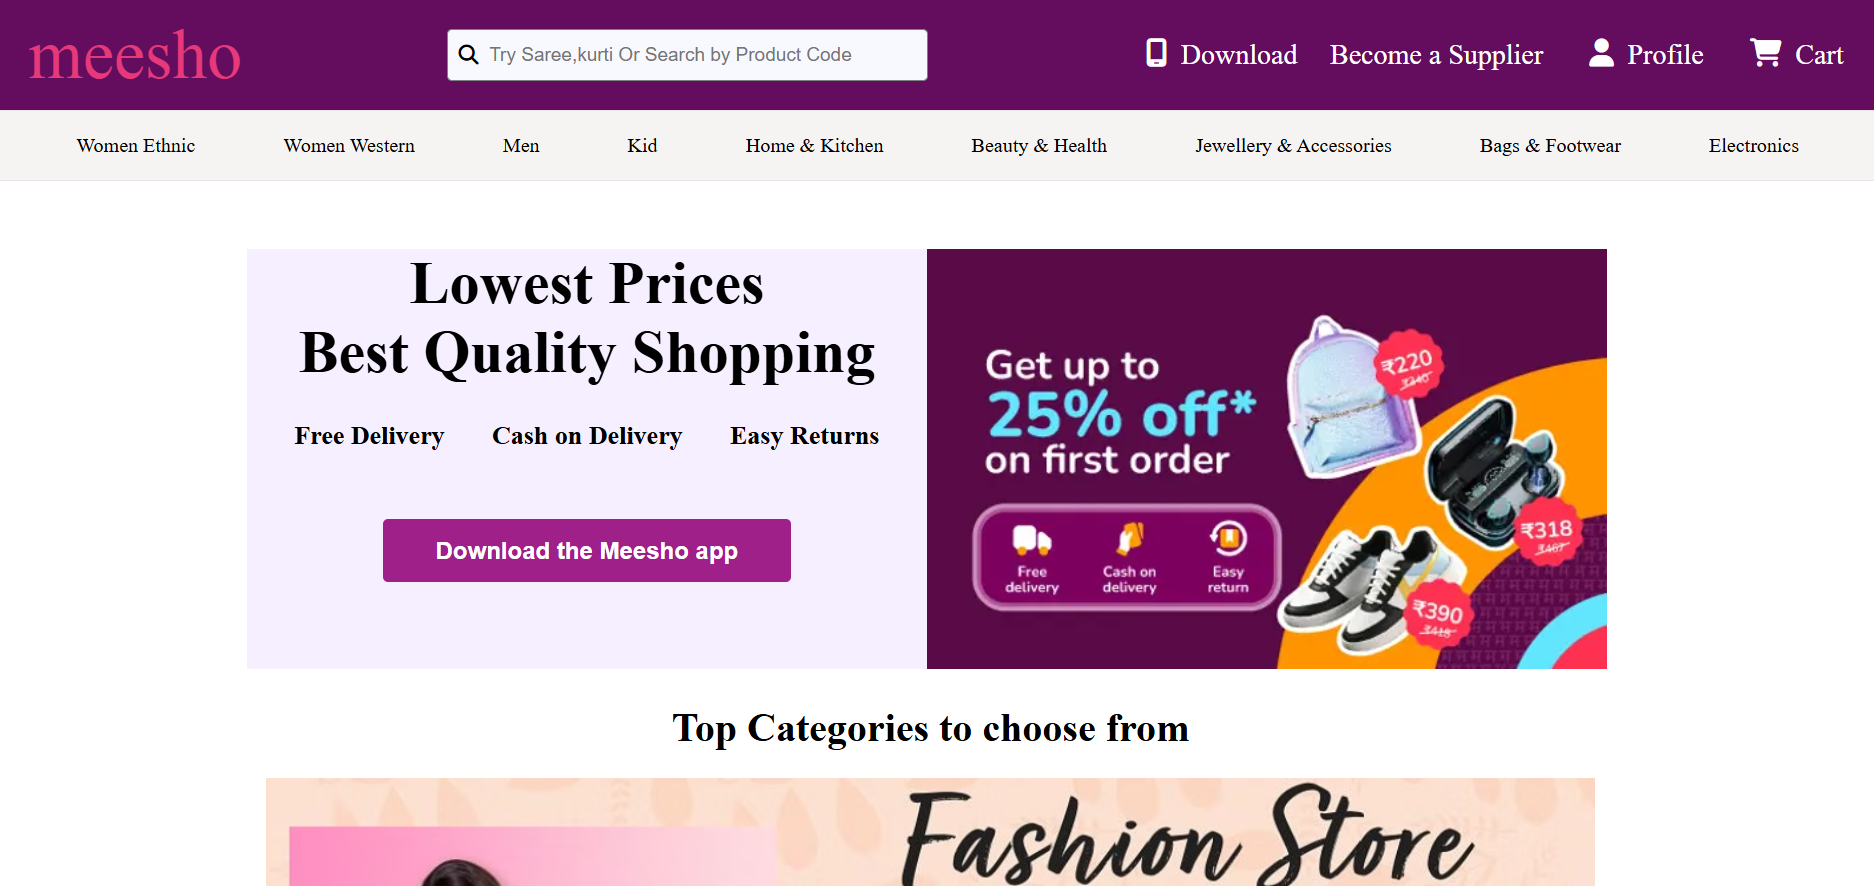 meesho
Try Saree,kurti Or Search by Product Code
Download
Become a Supplier
Profile
Cart
Women Ethnic
Women Western
Men
Kid
Home & Kitchen
Beauty & Health
Jewellery & Accessories
Bags & Footwear
Electronics
Lowest Prices
Best Quality Shopping
Free Delivery
Cash on Delivery
Easy Returns
Download the Meesho app
Get up to
25% off*
on first order
Free
delivery
Cash on
delivery
Easy
return
₹220
₹318
₹390
Top Categories to choose from
Fashion Store